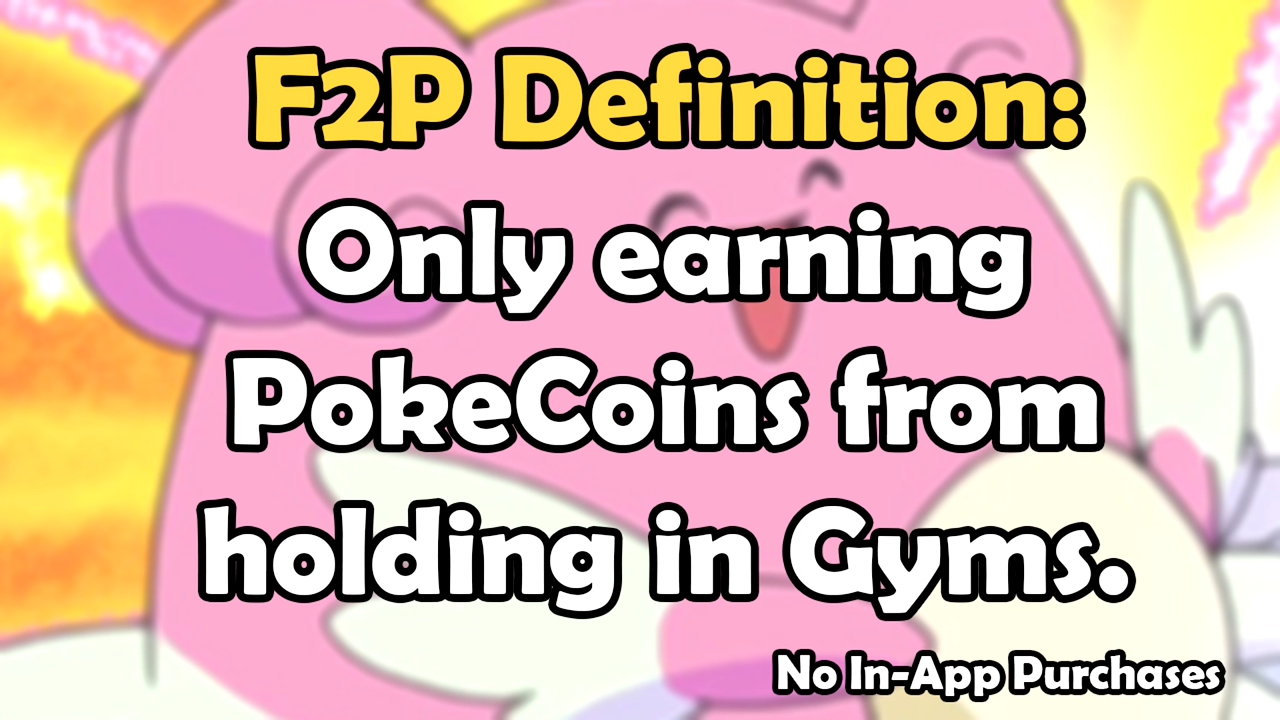 F2P Definition:
Only earning
PokeCoins from
holding in Gyms.
No In-App Purchases